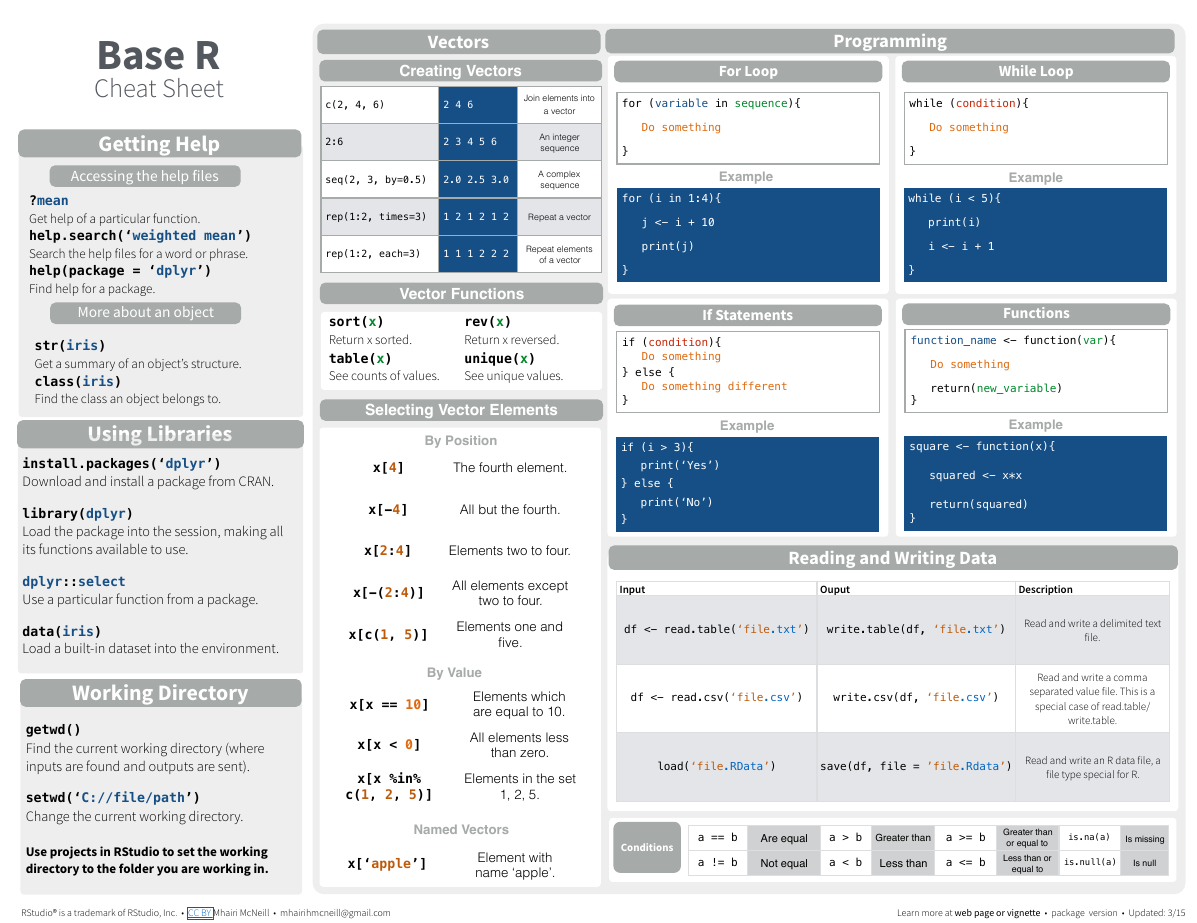 Base R
Cheat Sheet
Getting Help
Accessing the help files
?mean
Get help of a particular function.
help.search(‘weighted mean’)
Search the help files for a word or phrase.
help(package = ‘dplyr’)
Find help for a package.
More about an object
str(iris)
Get a summary of an object’s structure.
class(iris)
Find the class an object belongs to.
Using Libraries
install.packages(‘dplyr’)
Download and install a package from CRAN.
library(dplyr)
Load the package into the session, making all
its functions available to use.
dplyr::select
Use a particular function from a package.
data(iris)
Load a built-in dataset into the environment.
Working Directory
getwd()
Find the current working directory (where
inputs are found and outputs are sent).
setwd(‘C://file/path’)
Change the current working directory.
Use projects in RStudio to set the working
directory to the folder you are working in.
Vectors
Creating Vectors
c(2, 4, 6) 2 4 6 Join elements into
a vector
2:6 2 3 4 5 6 An integer
sequence
seq(2, 3, by=0.5) 2.0 2.5 3.0 A complex
sequence
rep(1:2, times=3) 1 2 1 2 1 2 Repeat a vector
rep(1:2, each=3) 1 1 1 2 2 2 Repeat elements
of a vector
Vector Functions
sort(x) rev(x)
Return x sorted. Return x reversed.
table(x) unique(x)
See counts of values. See unique values.
Selecting Vector Elements
By Position
x[4] The fourth element.
x[-4] All but the fourth.
x[2:4] Elements two to four.
x[-(2:4)] All elements except
two to four.
x[c(1, 5)] Elements one and
five.
By Value
x[x == 10] Elements which
are equal to 10.
x[x < 0] All elements less
than zero.
x[x %in%
c(1, 2, 5)] Elements in the set
1, 2, 5.
Named Vectors
x[‘apple’] Element with
name ‘apple’.
Programming
For Loop
for (variable in sequence){
Do something
}
Example
for (i in 1:4){
j <- i + 10
print(j)
}
While Loop
while (condition){
Do something
}
Example
while (i < 5){
print(i)
i <- i + 1
}
If Statements
if (condition){
Do something
} else {
Do something different
}
Example
if (i > 3){
print(‘Yes’)
} else {
print(‘No’)
}
Functions
function_name <- function(var){
Do something
return(new_variable)
}
Example
square <- function(x){
squared <- x*x
return(squared)
}
Reading and Writing Data
Input Ouput Description
df <- read.table(‘file.txt’) write.table(df, ‘file.txt’) Read and write a delimited text
file.
df <- read.csv(‘file.csv’) write.csv(df, ‘file.csv’) Read and write a comma
separated value file. This is a
special case of read.table/
write.table.
load(‘file.RData’) save(df, file = ’file.Rdata’) Read and write an R data file, a
file type special for R.
Conditions
a == b Are equal a > b Greater than a >= b Greater than
or equal to is.na(a) Is missing
a != b Not equal a < b Less than a <= b Less than or
equal to is.null(a) Is null
RStudio® is a trademark of RStudio, Inc. • CC BY Mhairi McNeill • mhairihmcneill@gmail.com
Learn more at web page or vignette • package version • Updated: 3/15